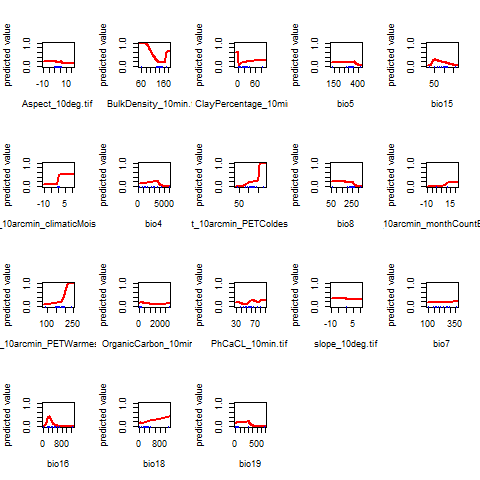 predicted value 0.0 1.0 -10 10 Aspect_10deg.tif
predicted value 0.0 1.0 60 160 BulkDensity_10min.
predicted value 0.0 1.0 0 60 ClayPercentage_10mi
predicted value 0.0 1.0 150 400 bio5
predicted value 0.0 1.0 50 bio15
predicted value 0.0 1.0 -10 5 _10arcmin_climaticMois
predicted value 0.0 1.0 0 5000 bio4
predicted value 0.0 1.0 50 t_10arcmin_PETColdes
predicted value 0.0 1.0 50 250 bio8
predicted value 0.0 1.0 -10 15 10arcmin_monthCountE
predicted value 0.0 1.0 100 250 _10arcmin_PETWarmes
predicted value 0.0 1.0 0 2000 OrganicCarbon_10mir
predicted value 0.0 1.0 30 70 PhCaCL_10min.tif
predicted value 0.0 1.0 -10 5 slope_10deg.tif
predicted value 0.0 1.0 100 350 bio7
predicted value 0.0 1.0 0 800 bio16
predicted value 0.0 1.0 0 800 bio18
predicted value 0.0 1.0 0 500 bio19